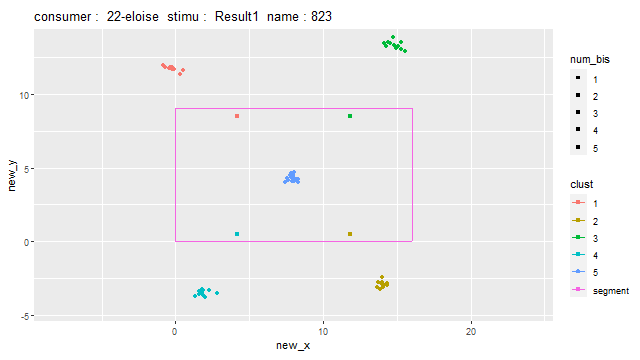 consumer :  22-eloise  stimu :  Result1  name : 823
num_bis
1
2
3
4
5
clust
1
2
3
4
5
segment
new_y
10
5
0
-5
0
10
20
new_x